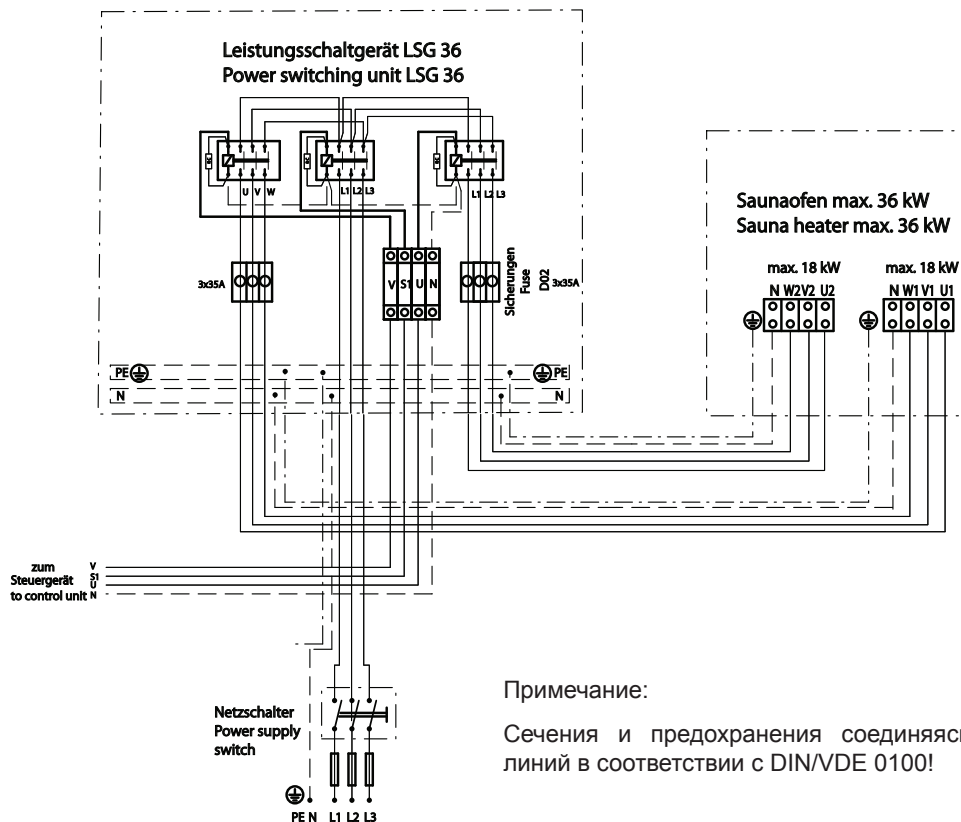 Leistungsschaltgerät LSG 36
Power switching unit LSG 36
U V W
L1 L2 L3
L1 L2 L3
3x35A
V S1 U N
Sicherungen
Fuse
D02
3x35A
PE
PE
N
N
Saunaofen max. 36 kW
Sauna heater max. 36 kW
max. 18 kW
max. 18 kW
N W2 V2 U2
N W1 V1 U1
zum
Steuergerät
to control unit
V
S1
U
N
Netzschalter
Power supply
switch
PE N L1 L2 L3
Примечание:
Сечения и предохранения соединяясь
линий в соответствии с DIN/VDE 0100!